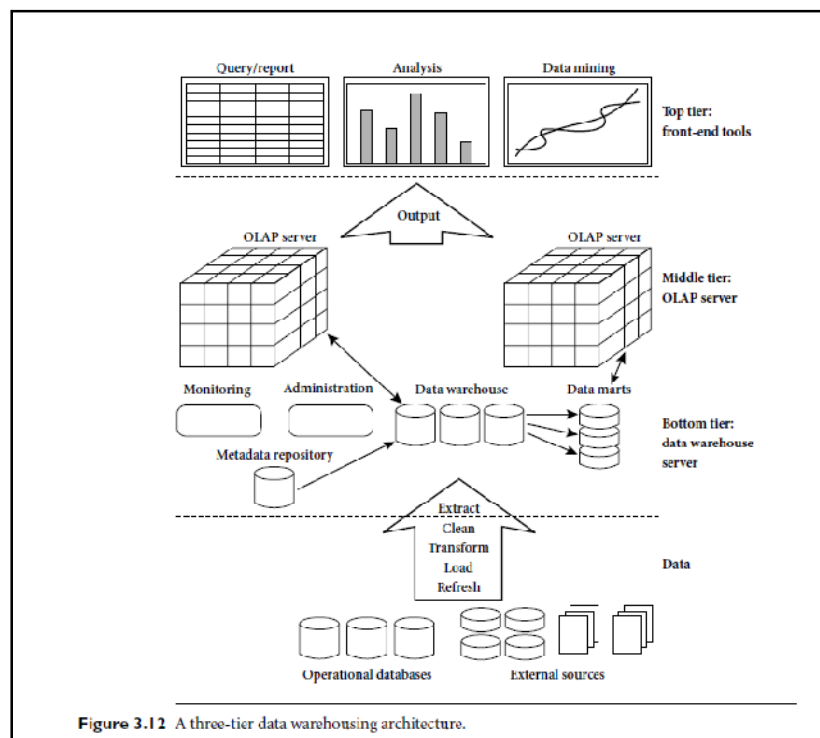 Query/report
Analysis
Data mining
Top tier:
front-end tools
Output
OLAP server
OLAP server
Middle tier:
OLAP server
Monitoring
Administration
Data warehouse
Data marts
Bottom tier:
data warehouse
server
Metadata repository
Extract
Clean
Transform
Load
Refresh
Data
Operational databases
External sources
Figure 3.12 A three-tier data warehousing architecture.